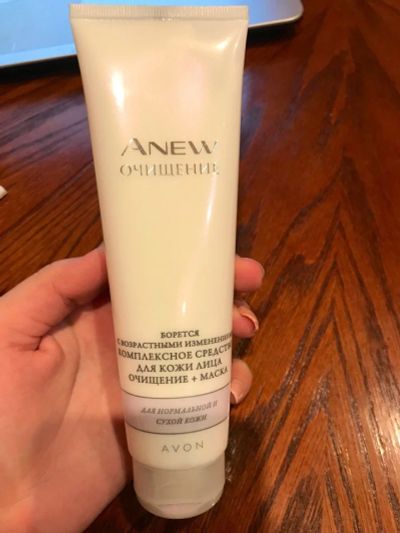 ANEW
ОЧИЩЕНИЕ
БОРЕТСЯ
С ВОЗРАСТНЫМИ ИЗМЕНЕНИЯМИ
КОМПЛЕКСНОЕ СРЕДСТВО
ДЛЯ КОЖИ ЛИЦА
ОЧИЩЕНИЕ + МАСКА
ДЛЯ НОРМАЛЬНОЙ И
СУХОЙ КОЖИ
AVON